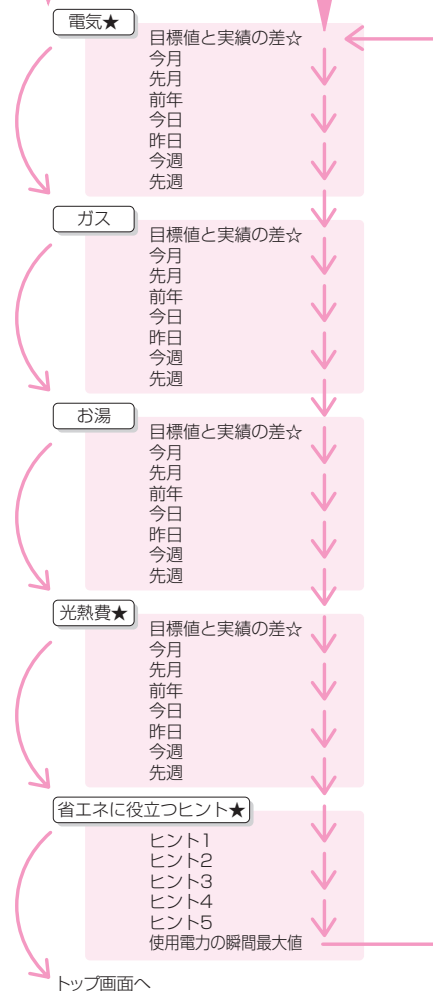 電気★
目標値と実績の差☆
今月
先月
前年
今日
昨日
今週
先週
ガス
目標値と実績の差☆
今月
先月
前年
今日
昨日
今週
先週
お湯
目標値と実績の差☆
今月
先月
前年
今日
昨日
今週
先週
光熱費★
目標値と実績の差☆
今月
先月
前年
今日
昨日
今週
先週
省エネに役立つヒント★
ヒント1
ヒント2
ヒント3
ヒント4
ヒント5
使用電力の瞬間最大値
トップ画面へ